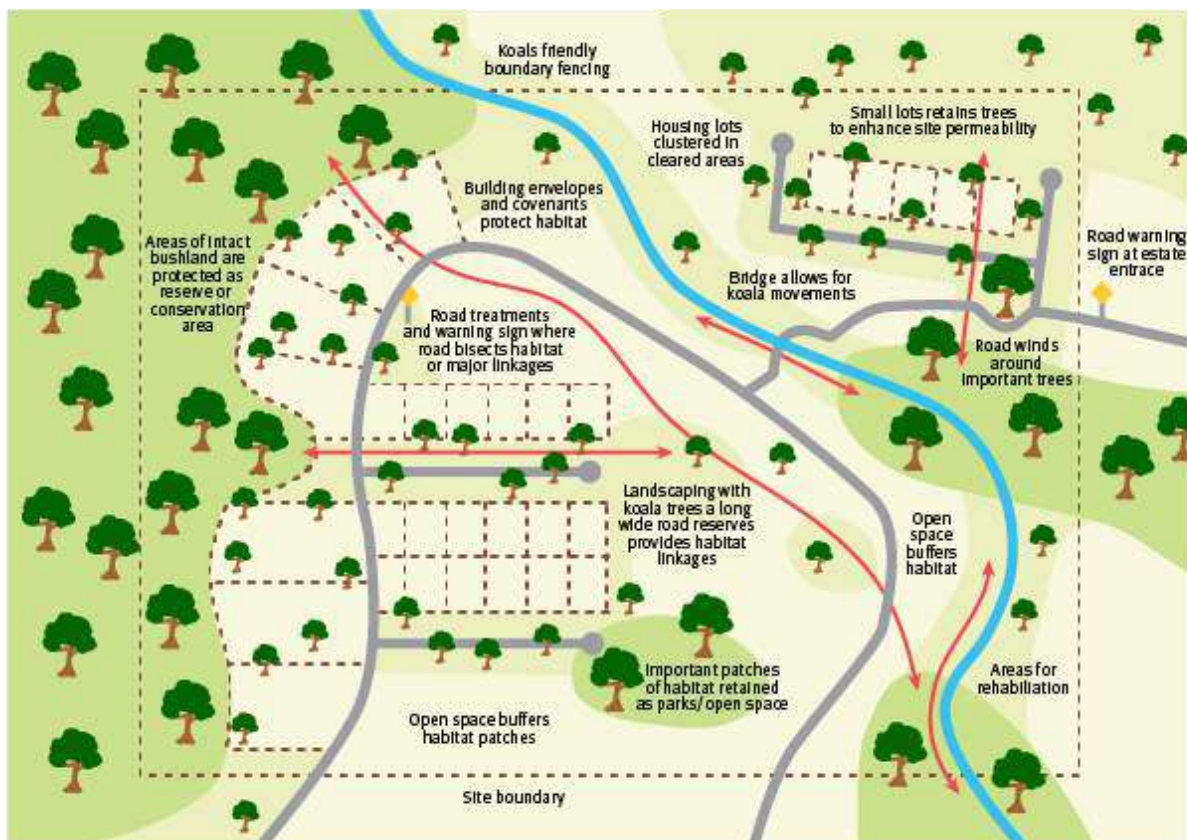 Koals friendly
boundary fencing
Small lots retains trees
to enhance site permeability
Housing lots
clustered in
cleared areas
Building envelopes
and covenants
protect habitat
Areas of intact
bushland are
protected as
reserve or
conservation
area
Road warning
sign at estate
entrace
Bridge allows for
koala movements
Road treatments
and warning sign where
road bisects habitat
or major linkages
Road winds
around
important trees
Landscaping with
koala trees a long
wide road reserves
provides habitat
linkages
Open
space
buffers
habitat
Important patches
of habitat retained
as parks/open space
Areas for
rehabiliation
Open space buffers
habitat patches
Site boundary